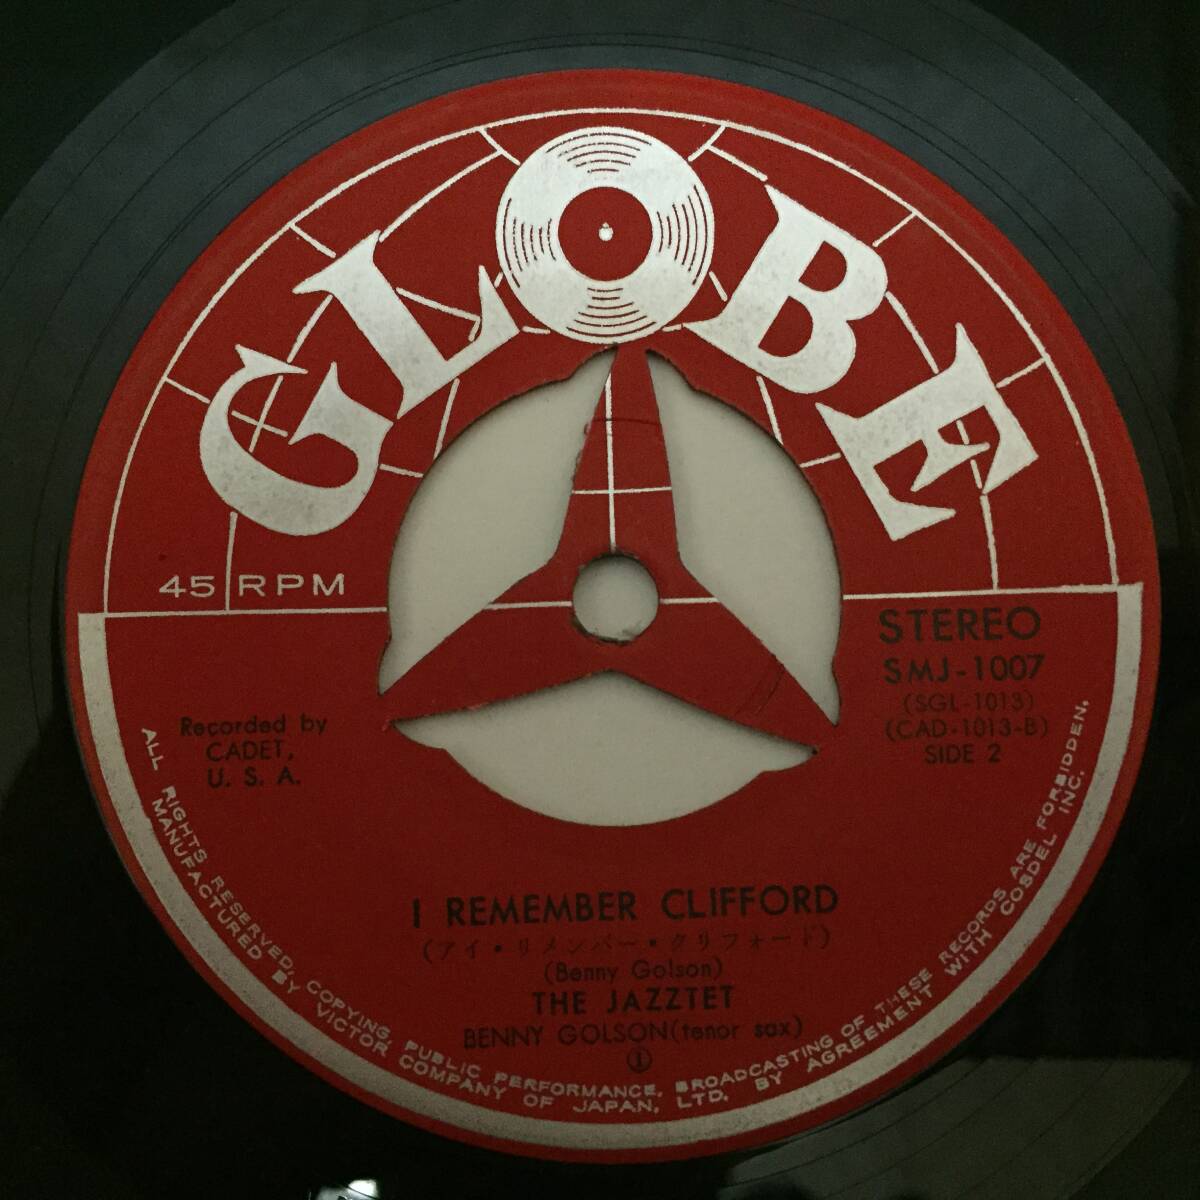 GLOBE
45 RPM
STEREO
SMJ-1007
(SGL-1013)
(CAD-1013-B)
SIDE 2
Recorded by
CADET,
U. S. A.
I REMEMBER CLIFFORD
(アイ・リメンバー・クリフォード)
(Benny Golson)
THE JAZZTET
BENNY GOLSON(tenor sax)
①
ALL RIGHTS RESERVED, COPYING, PUBLIC PERFORMANCE, BROADCASTING OF THESE RECORDS ARE FORBIDDEN.
MANUFACTURED BY VICTOR COMPANY OF JAPAN, LTD. BY AGREEMENT WITH COSDEL INC.